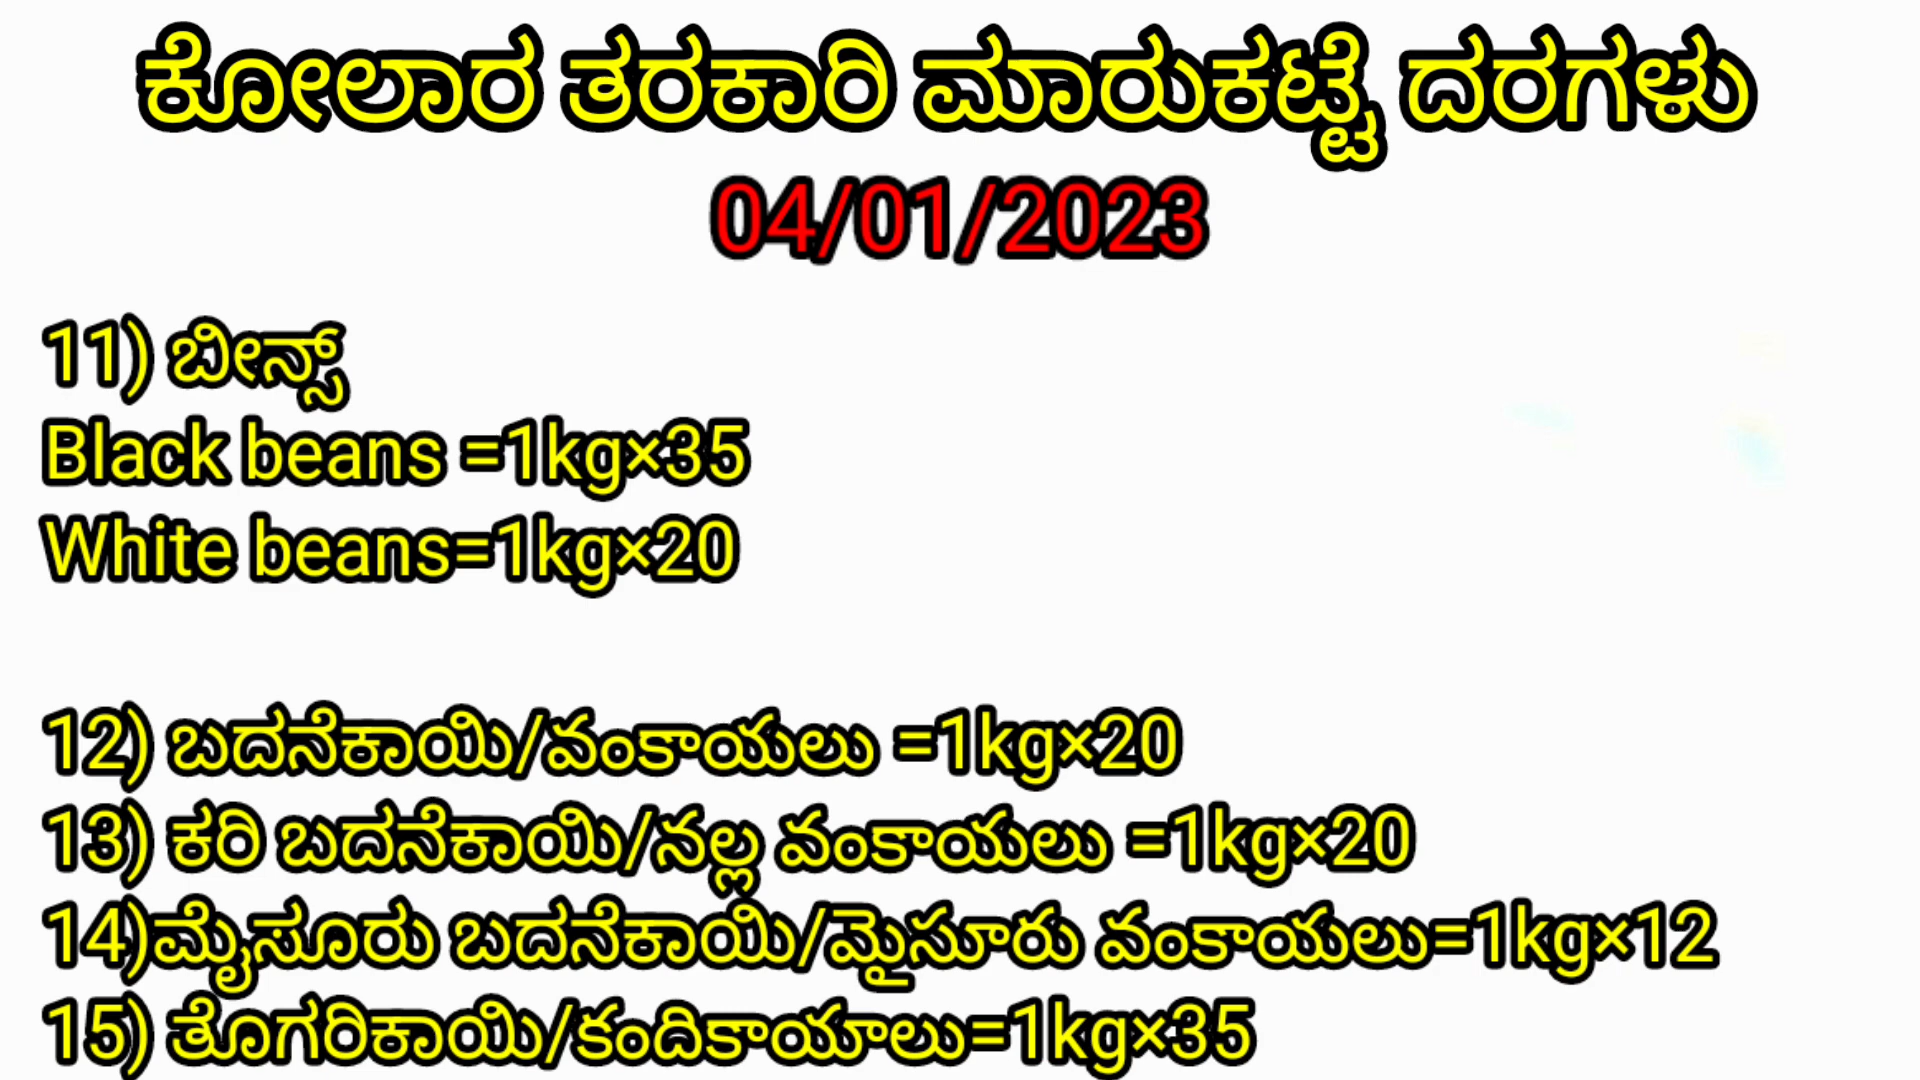 ಕೋಲಾರ ತರಕಾರಿ ಮಾರುಕಟ್ಟೆ ದರಗಳು
04/01/2023
11) ಬೀನ್ಸ್
Black beans =1kg×35
White beans=1kg×20
12) ಬದನೆಕಾಯಿ/వంకాయలు =1kg×20
13) ಕರಿ ಬದನೆಕಾಯಿ/నల్ల వంకాయలు =1kg×20
14)ಮೈಸೂರು ಬದನೆಕಾಯಿ/మైసూరు వంకాయలు=1kg×12
15) ತೊಗರಿಕಾಯಿ/కందికాయాలు=1kg×35